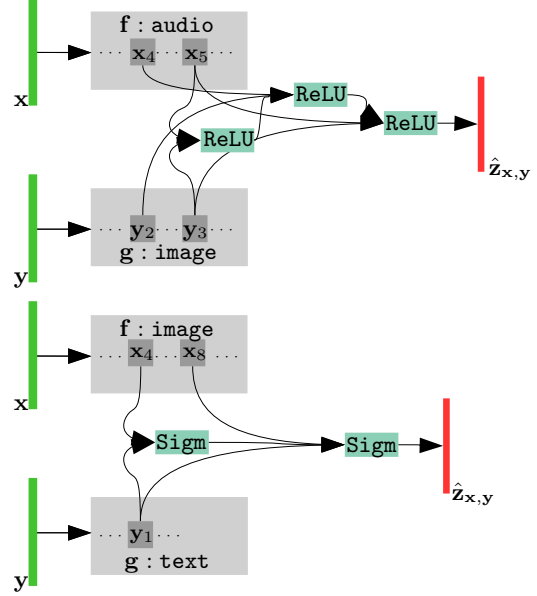 f : audio
··· x₄ ··· x₅ ···
x
ReLU
ReLU
ReLU
ẑx,y
··· y₂ ··· y₃ ···
g : image
y
f : image
··· x₄ ··· x₈ ···
x
Sigm
Sigm
ẑx,y
··· y₁ ···
g : text
y